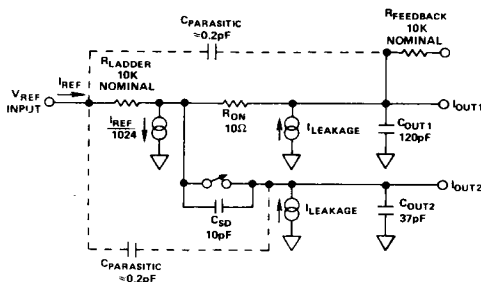 CPARASITIC
≈0.2pF
RFEEDBACK
10K
NOMINAL
RLADDER
10K
NOMINAL
IREF
VREF
INPUT
IOUT1
RON
10Ω
IREF
1024
ILEAKAGE
COUT1
120pF
IOUT2
CSD
10pF
ILEAKAGE
COUT2
37pF
CPARASITIC
≈0.2pF